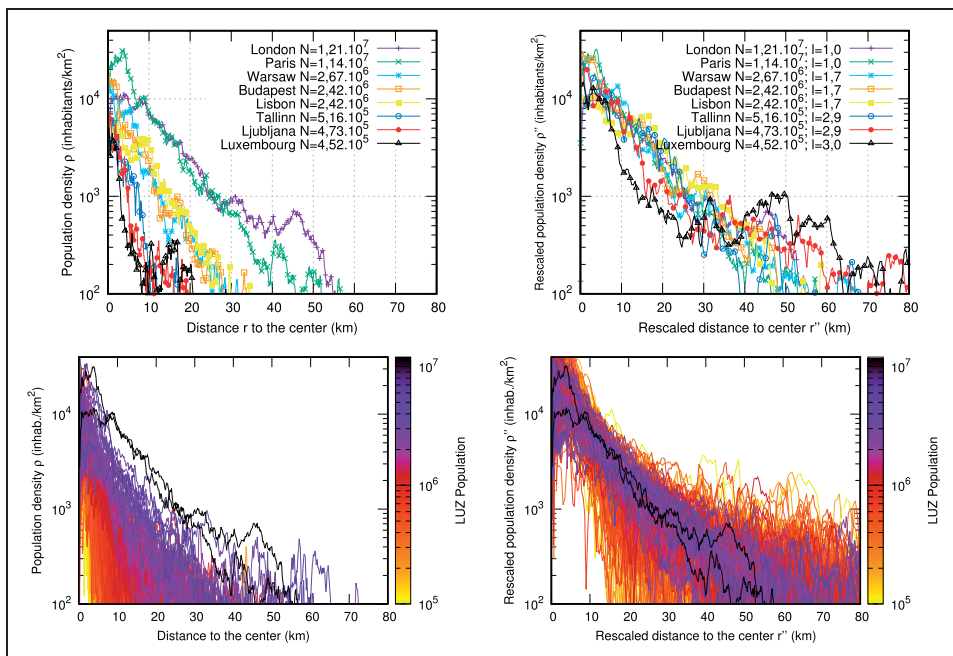 London N=1,21.10^7
Paris N=1,14.10^7
Warsaw N=2,67.10^6
Budapest N=2,42.10^6
Lisbon N=2,42.10^6
Tallinn N=5,16.10^5
Ljubljana N=4,73.10^5
Luxembourg N=4,52.10^5
Population density ρ (inhabitants/km^2)
10^4
10^3
10^2
0 10 20 30 40 50 60 70 80
Distance r to the center (km)
London N=1,21.10^7; l=1,0
Paris N=1,14.10^7; l=1,0
Warsaw N=2,67.10^6; l=1,7
Budapest N=2,42.10^6; l=1,7
Lisbon N=2,42.10^6; l=1,7
Tallinn N=5,16.10^5; l=2,9
Ljubljana N=4,73.10^5; l=2,9
Luxembourg N=4,52.10^5; l=3,0
Rescaled population density ρ'' (inhabitants/km^2)
10^4
10^3
10^2
0 10 20 30 40 50 60 70 80
Rescaled distance to center r'' (km)
Population density ρ (inhab./km^2)
10^4
10^3
10^2
0 10 20 30 40 50 60 70 80
Distance to the center (km)
10^7
10^6
10^5
LUZ Population
Rescaled population density ρ'' (inhab./km^2)
10^4
10^3
10^2
0 10 20 30 40 50 60 70 80
Rescaled distance to the center r'' (km)
10^7
10^6
10^5
LUZ Population